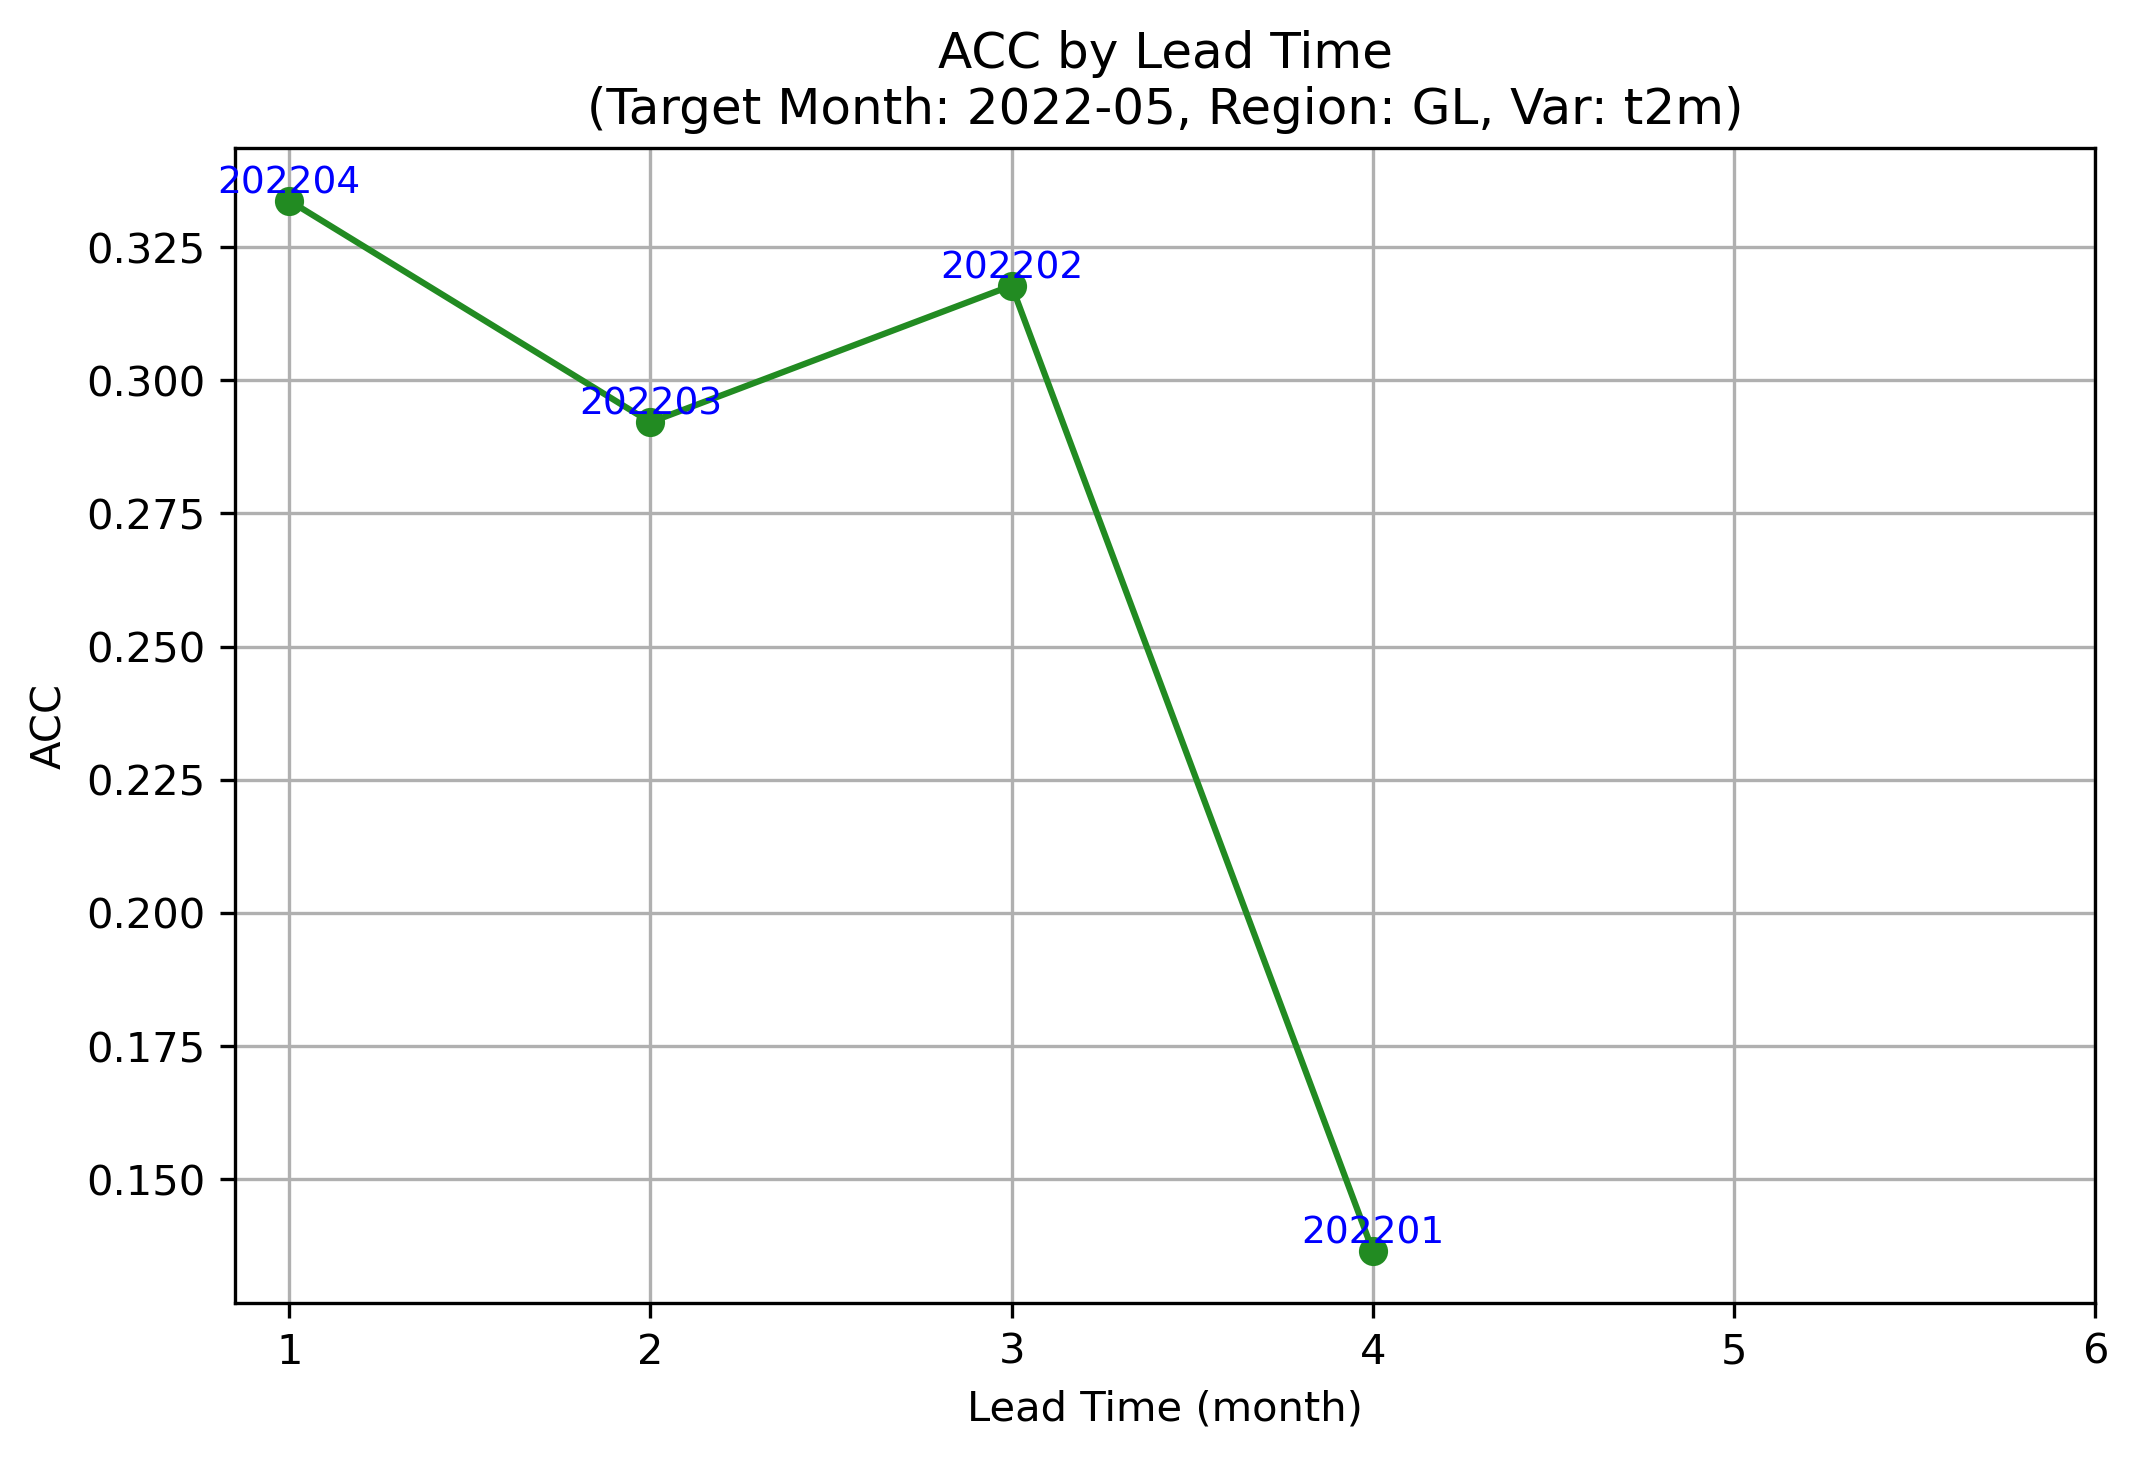 ACC by Lead Time
(Target Month: 2022-05, Region: GL, Var: t2m)
202204
0.325
202202
0.300
202203
0.275
0.250
ACC
0.225
0.200
0.175
0.150
202201
1 2 3 4 5 6
Lead Time (month)